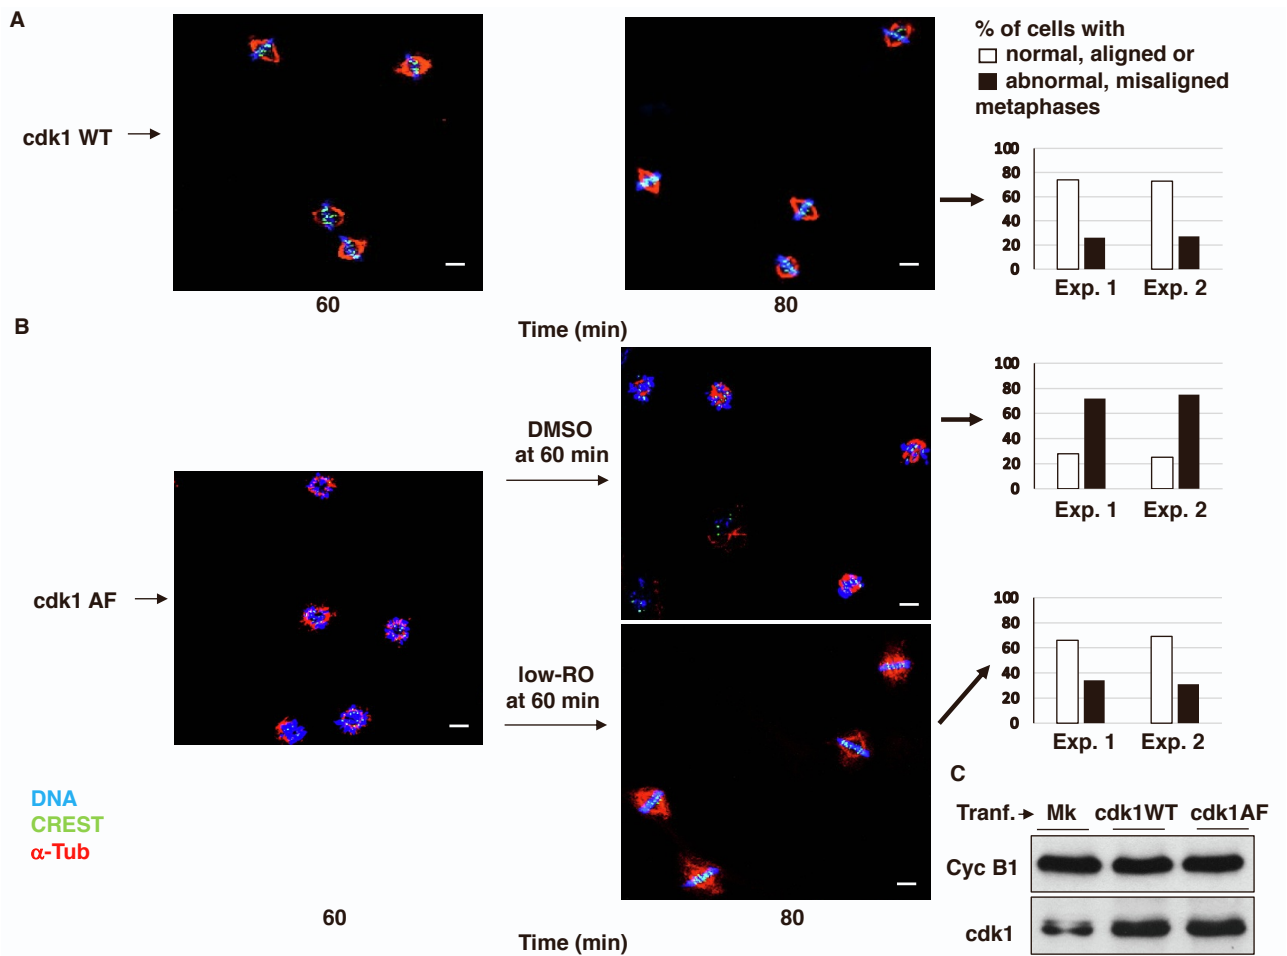 A
% of cells with
normal, aligned or
abnormal, misaligned
metaphases
cdk1 WT
100
80
60
40
20
0
Exp. 1 Exp. 2
60
80
Time (min)
B
DMSO
at 60 min
100
80
60
40
20
0
Exp. 1 Exp. 2
cdk1 AF
low-RO
at 60 min
100
80
60
40
20
0
Exp. 1 Exp. 2
DNA
CREST
α-Tub
60
80
Time (min)
C
Tranf. Mk cdk1WT cdk1AF
Cyc B1
cdk1